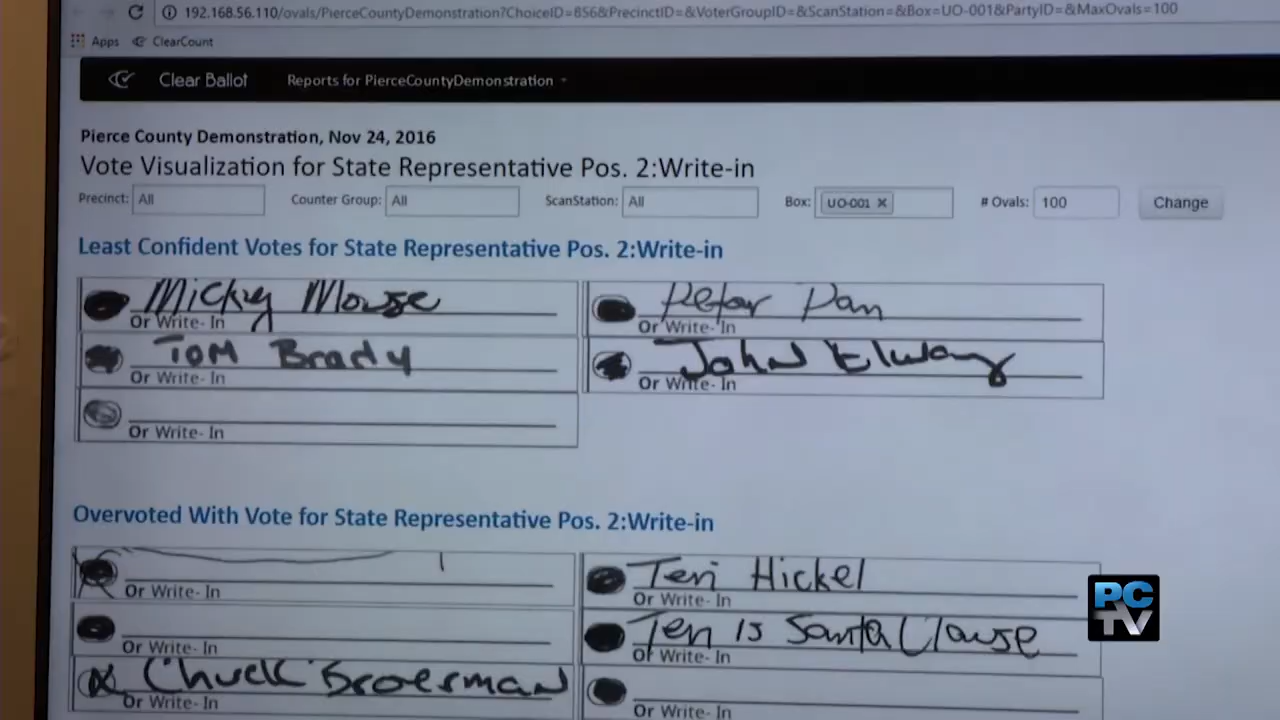 192.168.56.110/ovals/PierceCountyDemonstration?ChoiceID=856&PrecinctID=&VoterGroupID=&ScanStation=&Box=UO-001&PartyID=&MaxOvals=100
Apps ClearCount
Clear Ballot Reports for PierceCountyDemonstration
Pierce County Demonstration, Nov 24, 2016
Vote Visualization for State Representative Pos. 2:Write-in
Precinct: All Counter Group: All ScanStation: All Box: UO-001 × # Ovals: 100 Change
Least Confident Votes for State Representative Pos. 2:Write-in
Mickey Mouse
Or Write- In
Peter Pan
Or Write- In
Tom Brady
Or Write- In
John Elway
Or Write- In
Or Write- In
Overvoted With Vote for State Representative Pos. 2:Write-in
Or Write- In
Teri Hickel
Or Write- In
Or Write- In
Teri is Santa Clause
Or Write- In
Chuck Broerman
Or Write- In
Or Write- In
PC
TV